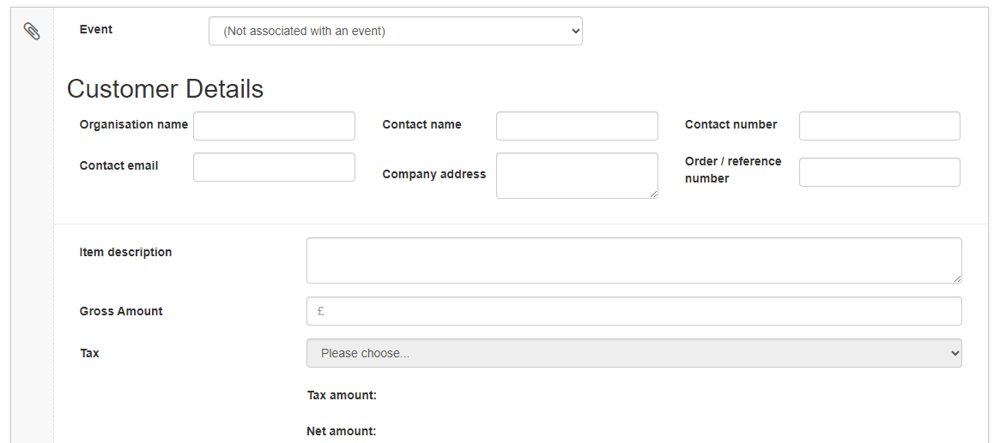 Event (Not associated with an event)
Customer Details
Organisation name Contact name Contact number
Contact email Company address Order / reference
number
Item description
Gross Amount £
Tax Please choose...
Tax amount:
Net amount: